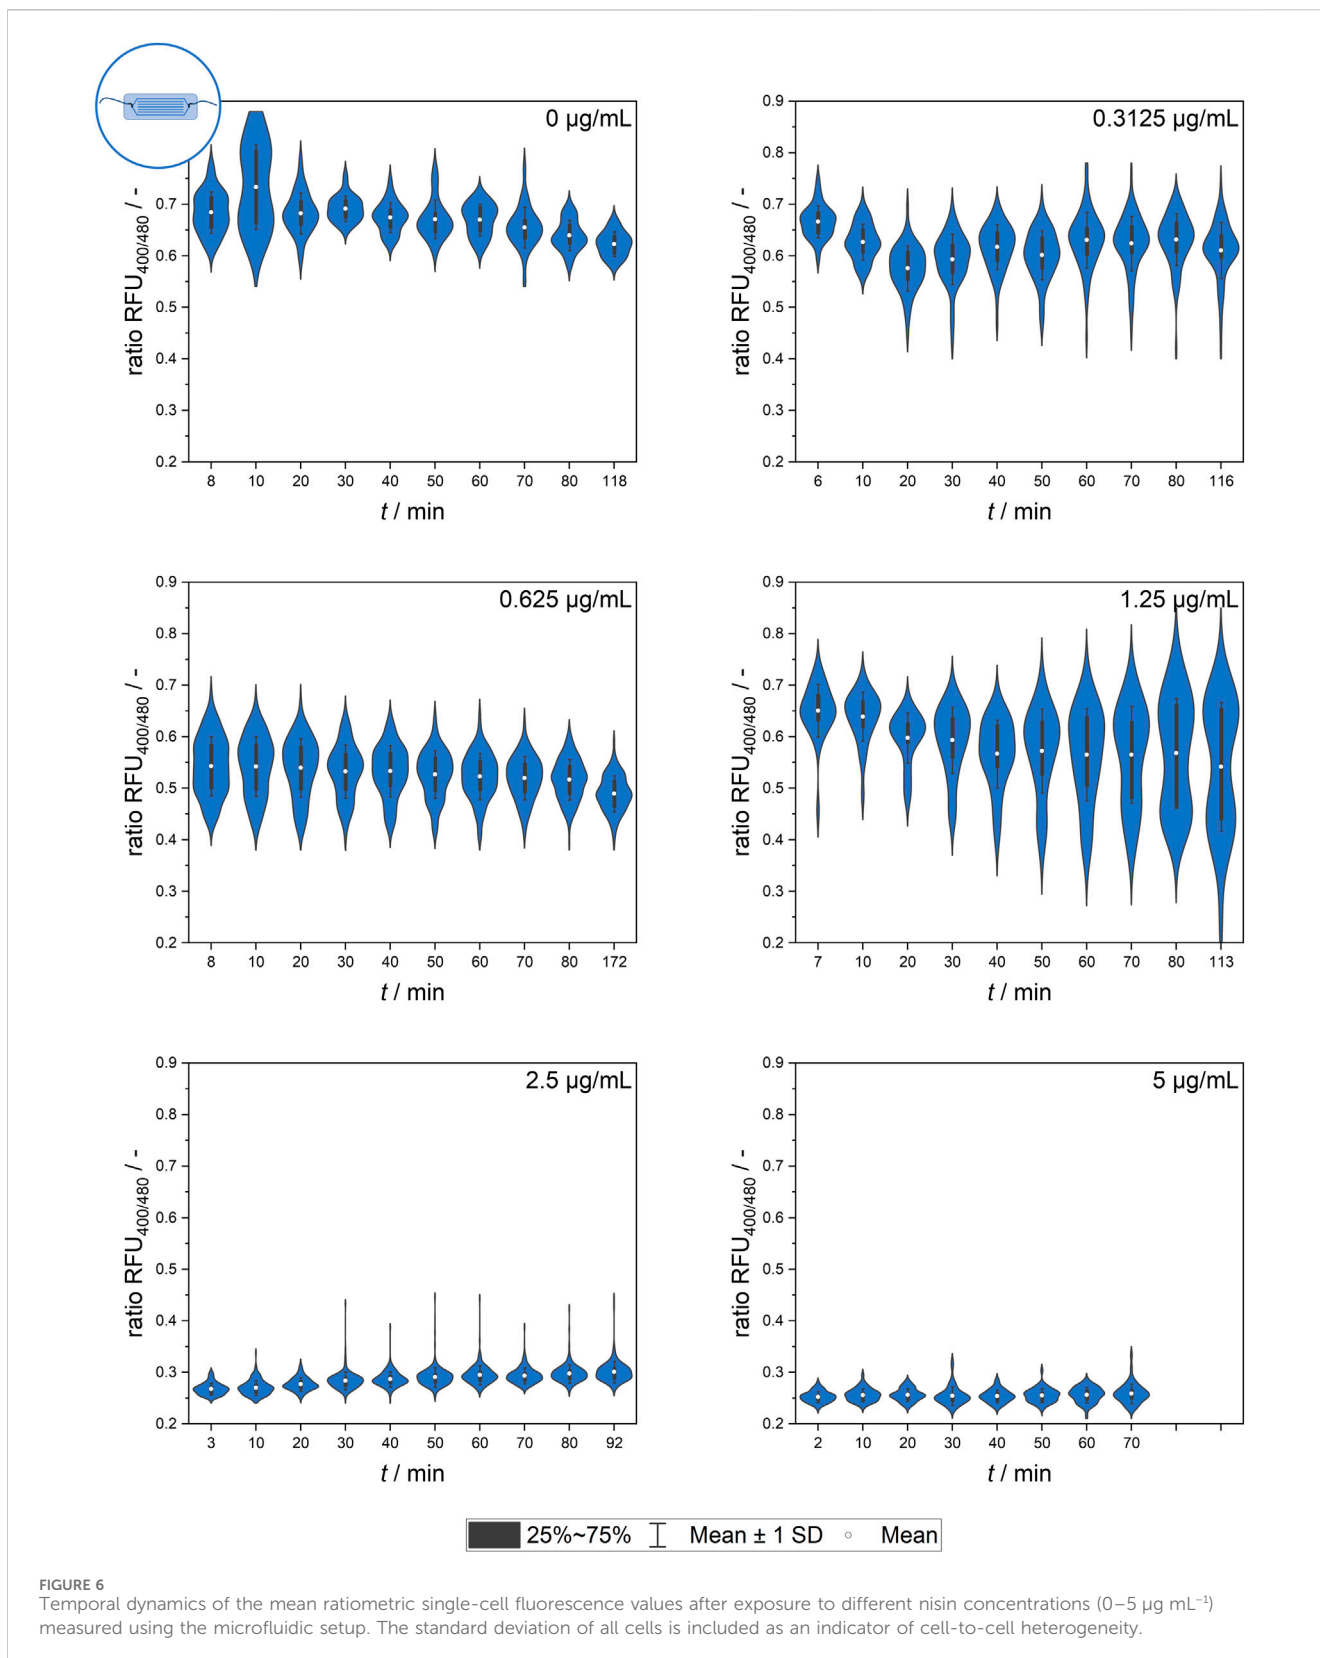 0 µg/mL
ratio RFU400/480 / -
0.7
0.6
0.5
0.4
0.3
0.2
8 10 20 30 40 50 60 70 80 118
t / min
0.3125 µg/mL
ratio RFU400/480 / -
0.9
0.8
0.7
0.6
0.5
0.4
0.3
0.2
6 10 20 30 40 50 60 70 80 116
t / min
0.625 µg/mL
ratio RFU400/480 / -
0.9
0.8
0.7
0.6
0.5
0.4
0.3
0.2
8 10 20 30 40 50 60 70 80 172
t / min
1.25 µg/mL
ratio RFU400/480 / -
0.9
0.8
0.7
0.6
0.5
0.4
0.3
0.2
7 10 20 30 40 50 60 70 80 113
t / min
2.5 µg/mL
ratio RFU400/480 / -
0.9
0.8
0.7
0.6
0.5
0.4
0.3
0.2
3 10 20 30 40 50 60 70 80 92
t / min
5 µg/mL
ratio RFU400/480 / -
0.9
0.8
0.7
0.6
0.5
0.4
0.3
0.2
2 10 20 30 40 50 60 70
t / min
25%~75% Mean ± 1 SD Mean
FIGURE 6
Temporal dynamics of the mean ratiometric single-cell fluorescence values after exposure to different nisin concentrations (0–5 µg mL⁻¹)
measured using the microfluidic setup. The standard deviation of all cells is included as an indicator of cell-to-cell heterogeneity.